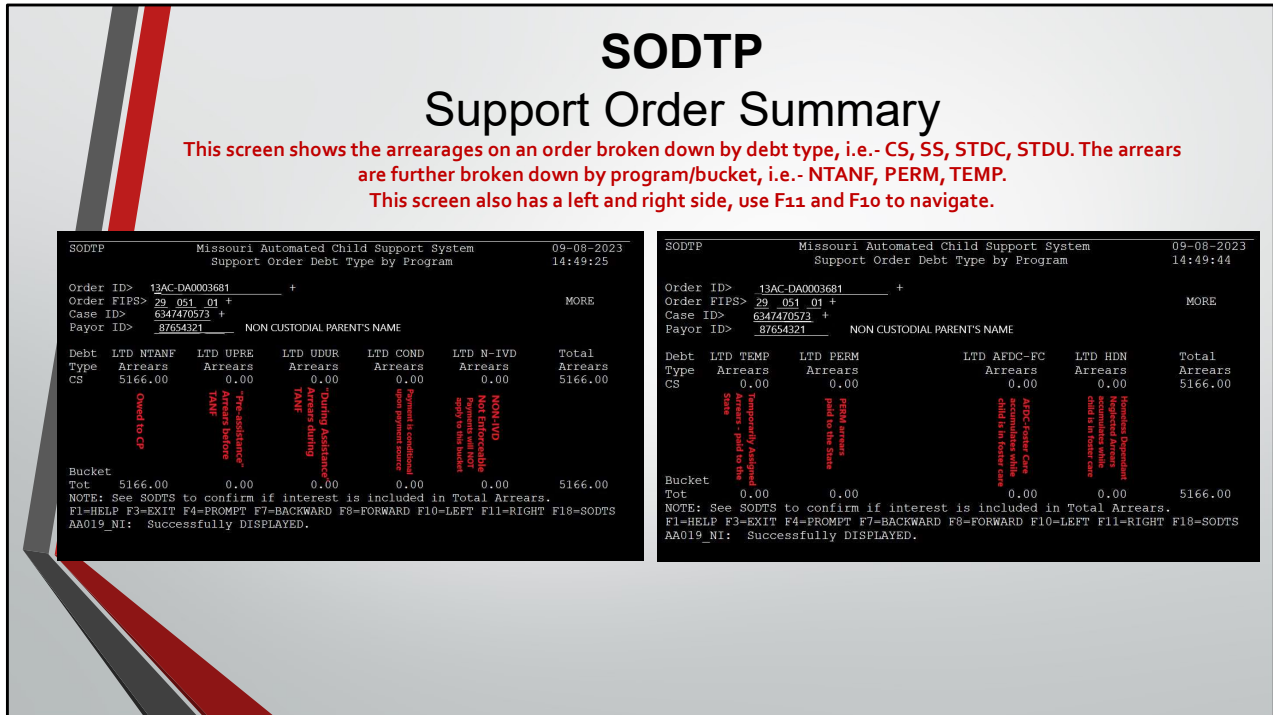 SODTP
Support Order Summary
This screen shows the arrearages on an order broken down by debt type, i.e.- CS, SS, STDC, STDU. The arrears
are further broken down by program/bucket, i.e.- NTANF, PERM, TEMP.
This screen also has a left and right side, use F11 and F10 to navigate.
SODTP Missouri Automated Child Support System 09-08-2023
Support Order Debt Type by Program 14:49:25
Order ID> 13AC-DA0003681 +
Order FIPS> 29 051 01 + MORE
Case ID> 6347470573 +
Payor ID> 87654321 NON CUSTODIAL PARENT'S NAME
Debt LTD NTANF LTD UPRE LTD UDUR LTD COND LTD N-IVD Total
Type Arrears Arrears Arrears Arrears Arrears Arrears
CS 5166.00 0.00 0.00 0.00 0.00 5166.00
Owed to CP
"Pre-assistance"
Arrears before
TANF
"During Assistance"
Arrears during
TANF
Payment is conditional
upon payment source
NON-IVD
Not Enforceable
Payments will NOT
apply to this bucket
Bucket
Tot 5166.00 0.00 0.00 0.00 0.00 5166.00
NOTE: See SODTS to confirm if interest is included in Total Arrears.
F1=HELP F3=EXIT F4=PROMPT F7=BACKWARD F8=FORWARD F10=LEFT F11=RIGHT F18=SODTS
AA019_NI: Successfully DISPLAYED.
SODTP Missouri Automated Child Support System 09-08-2023
Support Order Debt Type by Program 14:49:44
Order ID> 13AC-DA0003681 +
Order FIPS> 29 051 01 + MORE
Case ID> 6347470573 +
Payor ID> 87654321 NON CUSTODIAL PARENT'S NAME
Debt LTD TEMP LTD PERM LTD AFDC-FC LTD HDN Total
Type Arrears Arrears Arrears Arrears Arrears
CS 0.00 0.00 0.00 0.00 5166.00
Temporarily Assigned
Arrears - paid to the
State
PERM arrears
paid to the State
AFDC-Foster Care
accumulates while
child is in foster care
Homeless Dependant
Neglected Arrears
accumulates while
child is in foster care
Bucket
Tot 0.00 0.00 0.00 0.00 5166.00
NOTE: See SODTS to confirm if interest is included in Total Arrears.
F1=HELP F3=EXIT F4=PROMPT F7=BACKWARD F8=FORWARD F10=LEFT F11=RIGHT F18=SODTS
AA019_NI: Successfully DISPLAYED.